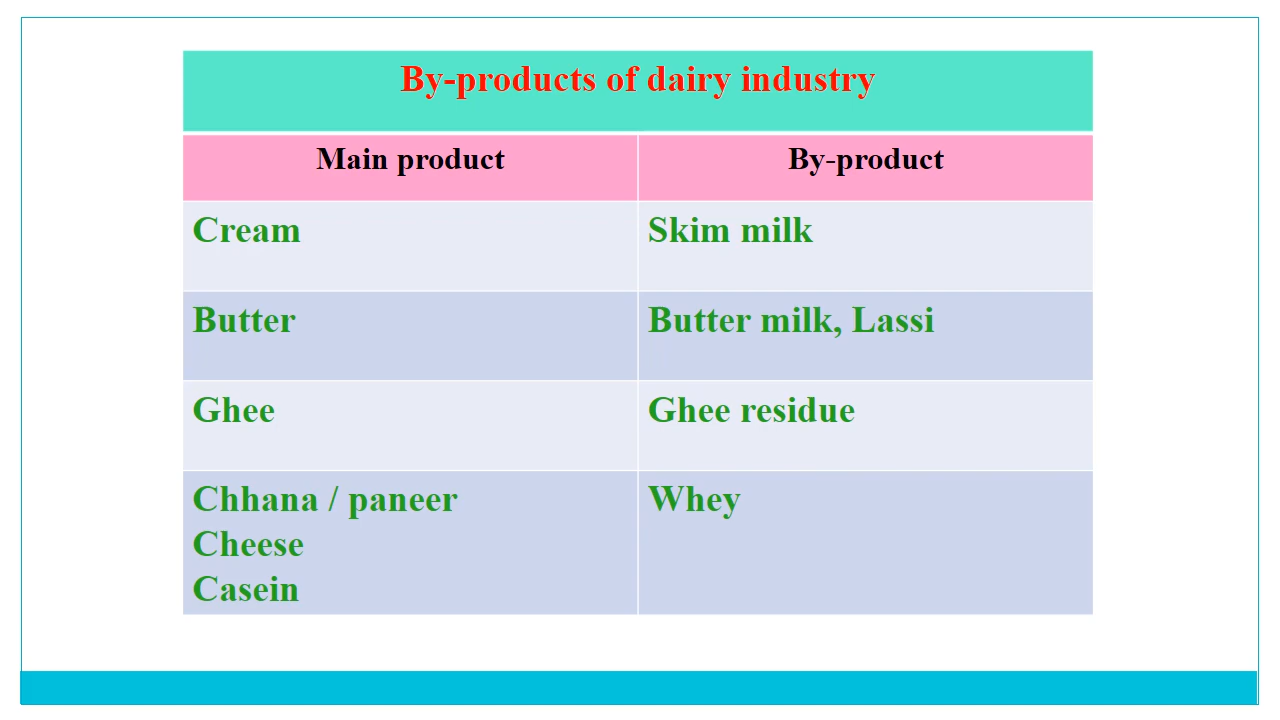 By-products of dairy industry
Main product
By-product
Cream
Skim milk
Butter
Butter milk, Lassi
Ghee
Ghee residue
Chhana / paneer
Cheese
Casein
Whey